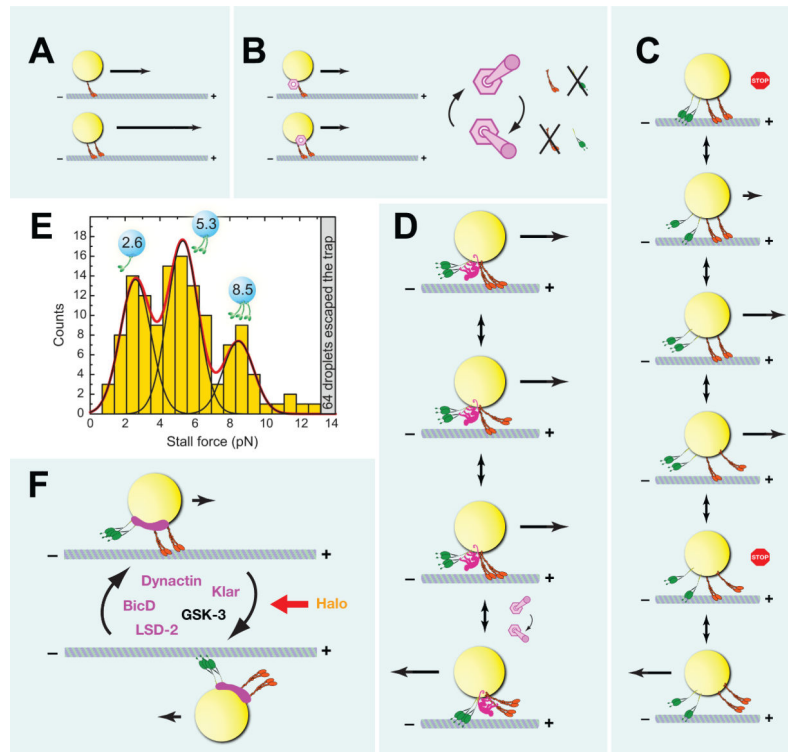 A
− +
− +
B
− +
− +
C
STOP
− +
− +
− +
− +
STOP
− +
− +
D
− +
− +
− +
− +
E
2.6
5.3
8.5
18
16
14
12
10
8
6
4
2
0
Counts
0 2 4 6 8 10 12 14
Stall force (pN)
64 droplets escaped the trap
F
− +
Dynactin
Klar
BicD
GSK-3
Halo
LSD-2
− +